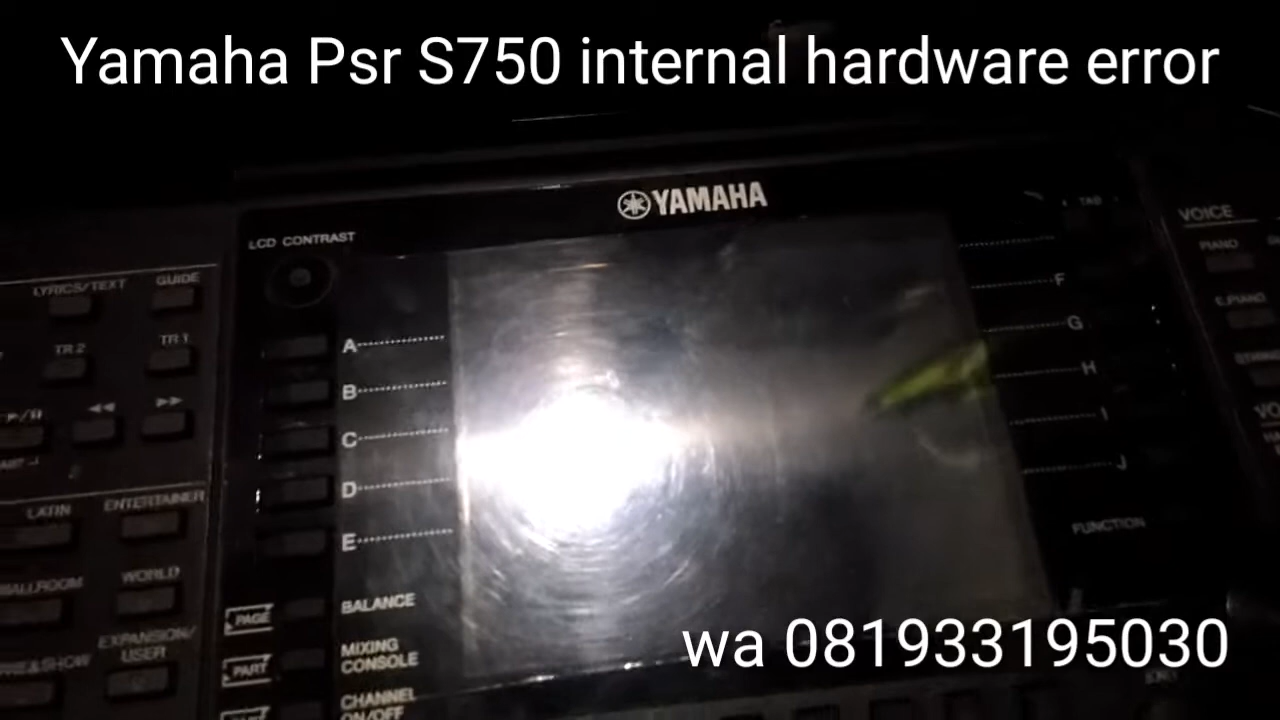 Yamaha Psr S750 internal hardware error
YAMAHA
LCD CONTRAST
TAB
VOICE
PIANO
LYRICS/TEXT
GUIDE
E.PIANO
TR 2
TR 1
A
B
C
D
E
F
G
H
I
J
LATIN
ENTERTAINER
WORLD
EXPANSION/
USER
FUNCTION
PAGE
BALANCE
PART
MIXING
CONSOLE
CHANNEL
ON/OFF
wa 081933195030